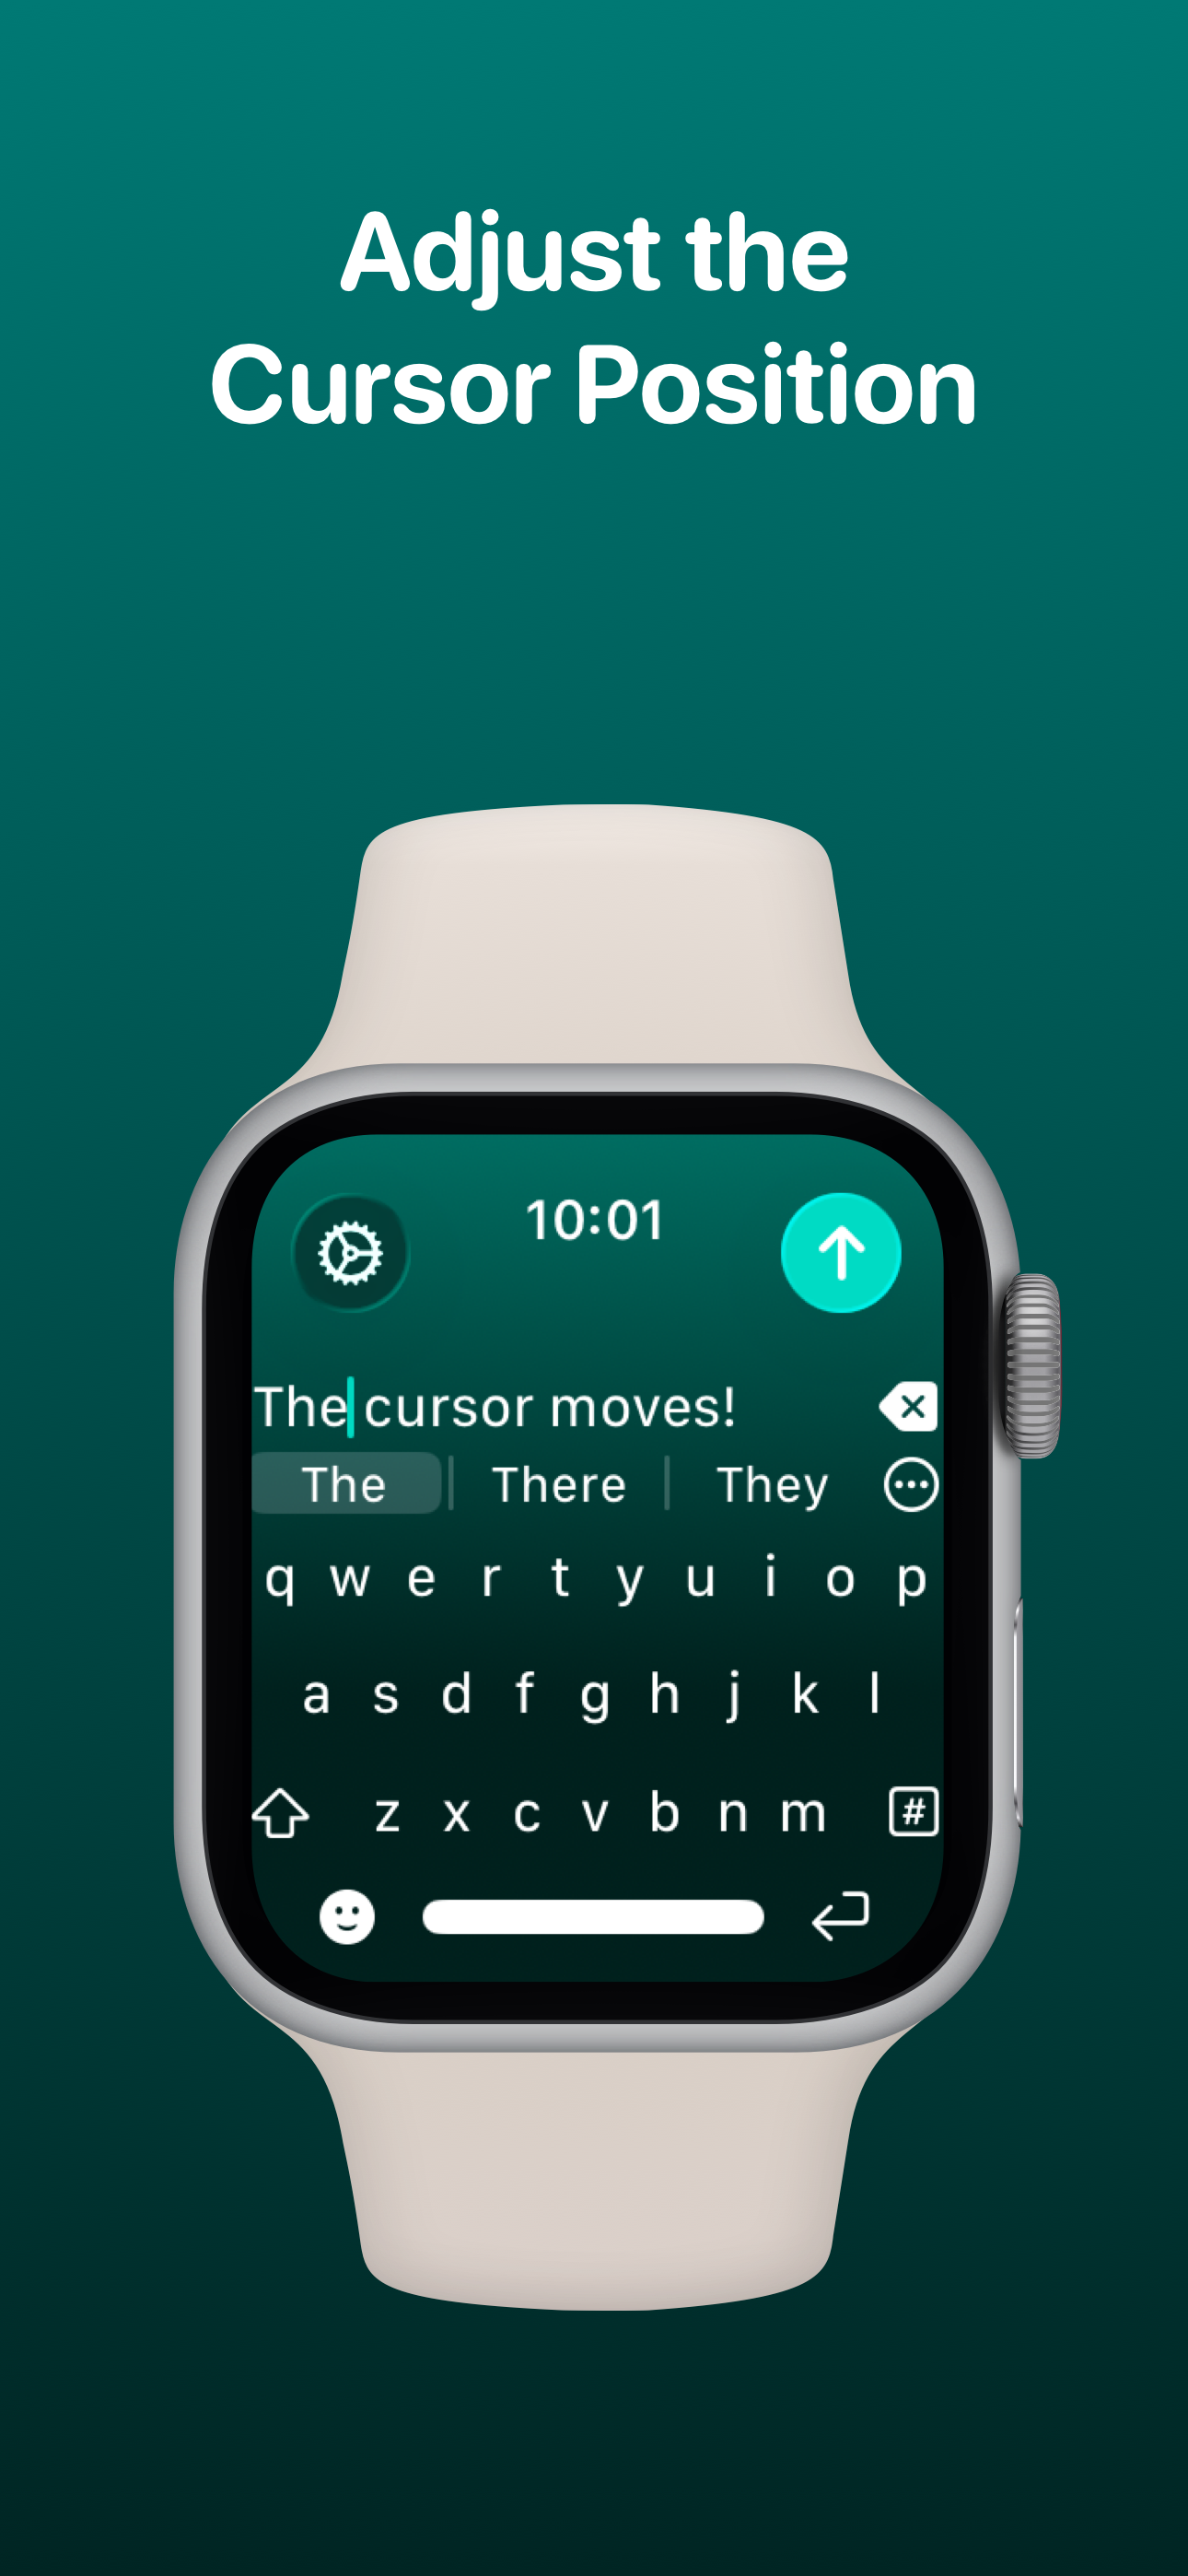 Adjust the
Cursor Position
10:01
The cursor moves!
The There They
q w e r t y u i o p
a s d f g h j k l
z x c v b n m #